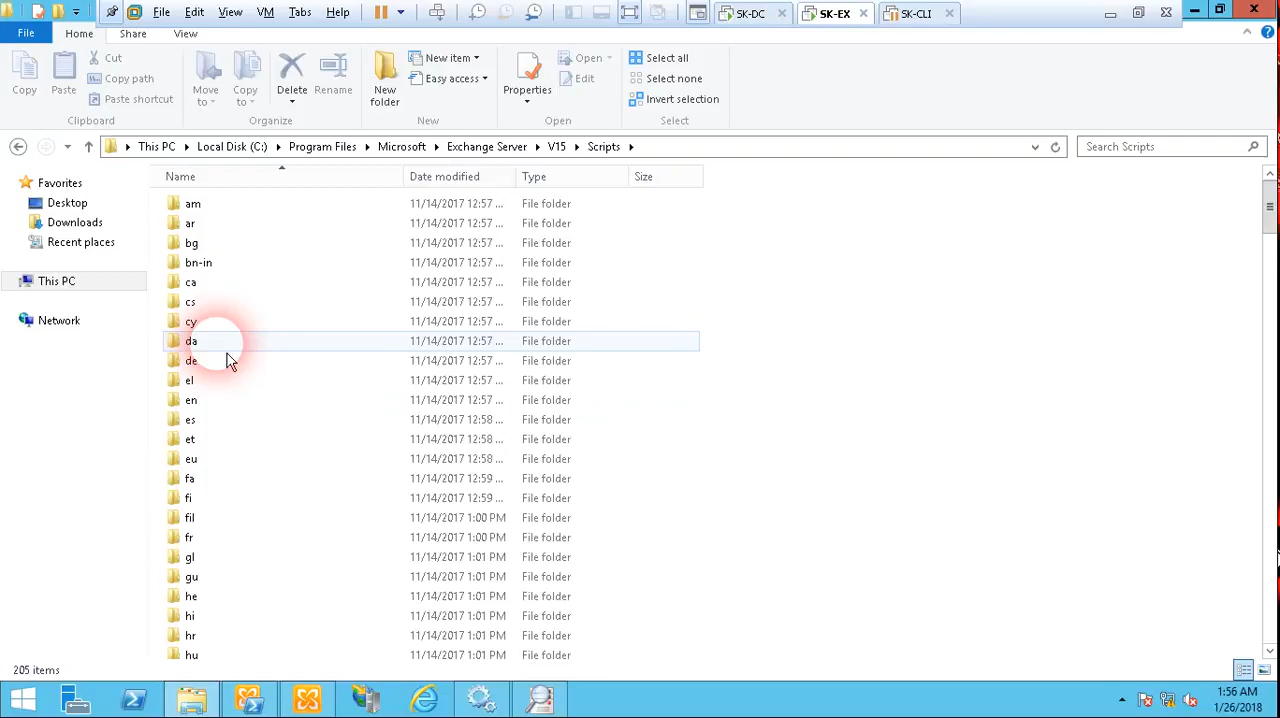 File Edit View VM Tabs Help SK-DC SK-EX SK-CLI
File Home Share View
Cut
Copy path
Paste shortcut
Copy
Paste
Clipboard
Move to
Copy to
Delete
Rename
Organize
New folder
New item
Easy access
New
Properties
Open
Edit
Open
Select all
Select none
Invert selection
Select
This PC Local Disk (C:) Program Files Microsoft Exchange Server V15 Scripts Search Scripts
Favorites
Desktop
Downloads
Recent places
This PC
Network
Name Date modified Type Size
am 11/14/2017 12:57 ... File folder
ar 11/14/2017 12:57 ... File folder
bg 11/14/2017 12:57 ... File folder
bn-in 11/14/2017 12:57 ... File folder
ca 11/14/2017 12:57 ... File folder
cs 11/14/2017 12:57 ... File folder
cy 11/14/2017 12:57 ... File folder
da 11/14/2017 12:57 ... File folder
de 11/14/2017 12:57 ... File folder
el 11/14/2017 12:57 ... File folder
en 11/14/2017 12:57 ... File folder
es 11/14/2017 12:58 ... File folder
et 11/14/2017 12:58 ... File folder
eu 11/14/2017 12:58 ... File folder
fa 11/14/2017 12:59 ... File folder
fi 11/14/2017 12:59 ... File folder
fil 11/14/2017 1:00 PM File folder
fr 11/14/2017 1:00 PM File folder
gl 11/14/2017 1:01 PM File folder
gu 11/14/2017 1:01 PM File folder
he 11/14/2017 1:01 PM File folder
hi 11/14/2017 1:01 PM File folder
hr 11/14/2017 1:01 PM File folder
hu 11/14/2017 1:01 PM File folder
205 items
1:56 AM
1/26/2018